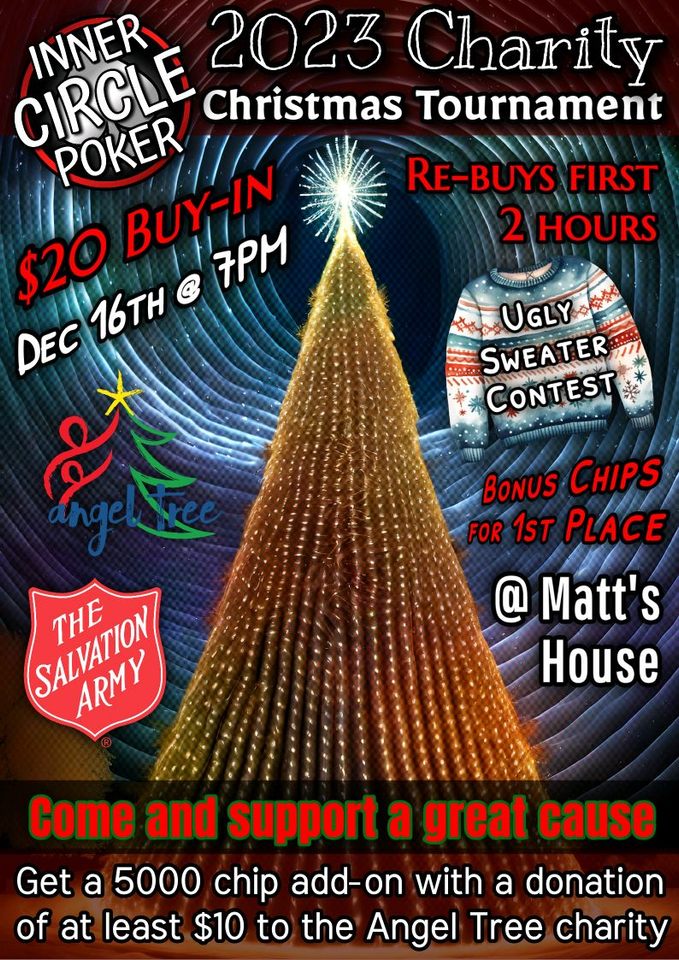 INNER
CIRCLE
POKER
2023 Charity
Christmas Tournament
$20 Buy-in
Dec 16th @ 7PM
Re-buys first
2 hours
Ugly
Sweater
Contest
angel tree
Bonus Chips
for 1st Place
THE
SALVATION
ARMY
®
@ Matt's
House
Come and support a great cause
Get a 5000 chip add-on with a donation
of at least $10 to the Angel Tree charity